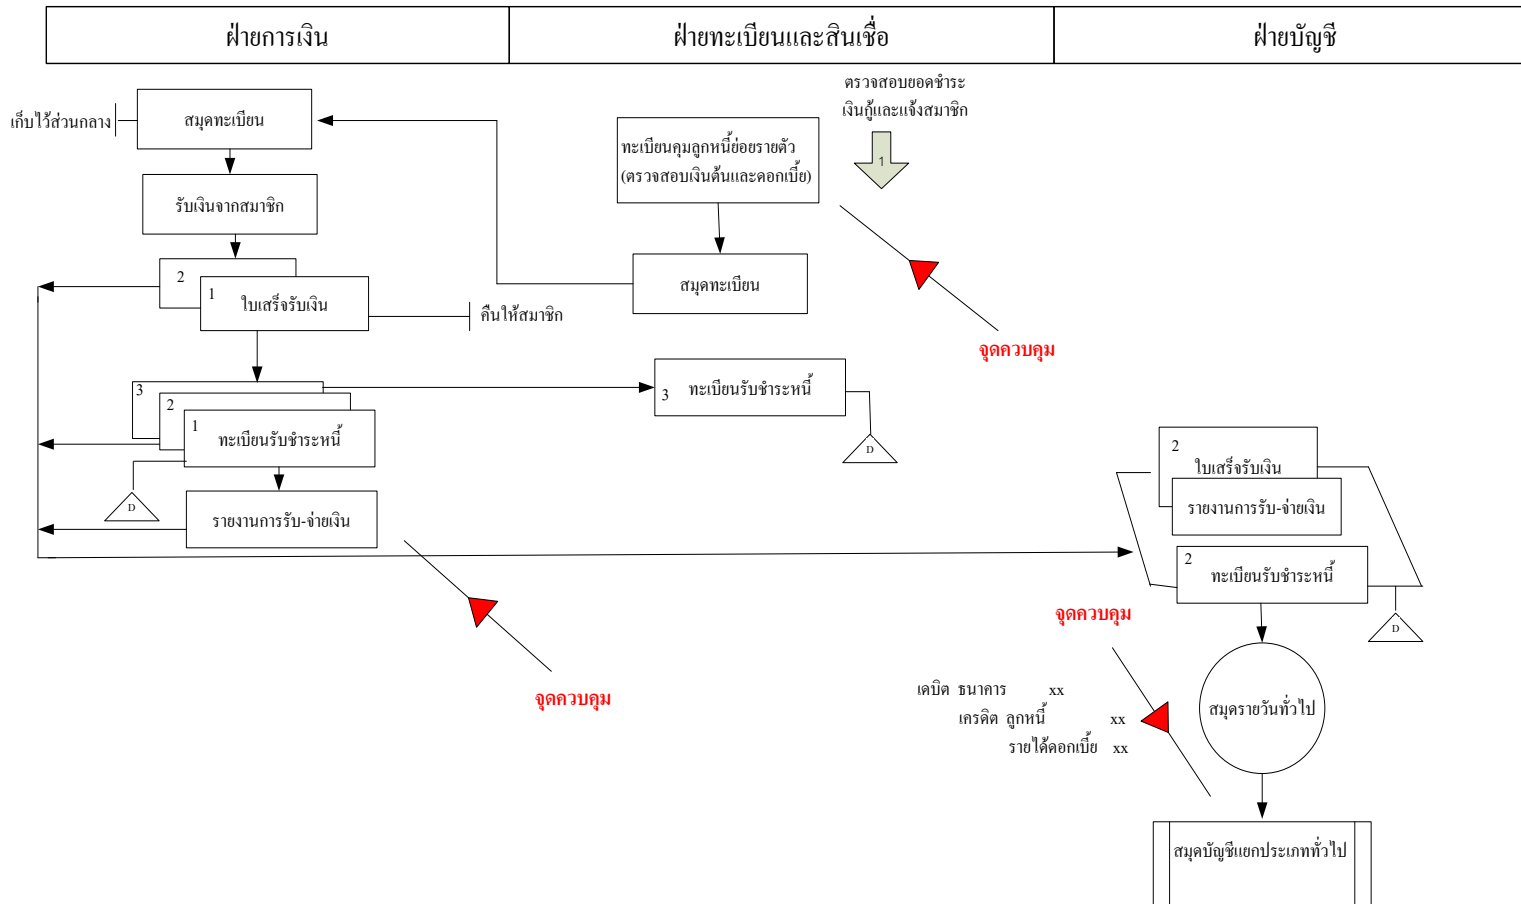 ฝ่ายการเงิน
ฝ่ายทะเบียนและสินเชื่อ
ฝ่ายบัญชี
เก็บไว้ส่วนกลาง
สมุดทะเบียน
รับเงินจากสมาชิก
2
1
ใบเสร็จรับเงิน
คืนให้สมาชิก
3
2
1
ทะเบียนรับชำระหนี้
D
รายงานการรับ-จ่ายเงิน
จุดควบคุม
ตรวจสอบยอดชำระ
เงินกู้และแจ้งสมาชิก
1
ทะเบียนคุมลูกหนี้ย่อยรายตัว
(ตรวจสอบเงินต้นและดอกเบี้ย)
สมุดทะเบียน
จุดควบคุม
3
ทะเบียนรับชำระหนี้
D
2
ใบเสร็จรับเงิน
รายงานการรับ-จ่ายเงิน
2
ทะเบียนรับชำระหนี้
D
จุดควบคุม
เดบิต ธนาคาร xx
เครดิต ลูกหนี้ xx
รายได้ดอกเบี้ย xx
สมุดรายวันทั่วไป
สมุดบัญชีแยกประเภททั่วไป